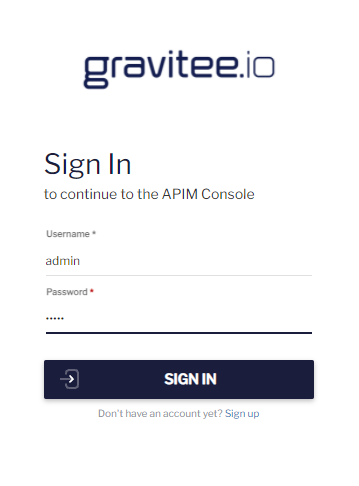 gravitee.io
Sign In
to continue to the APIM Console
Username *
admin
Password *
•••••
SIGN IN
Don't have an account yet? Sign up